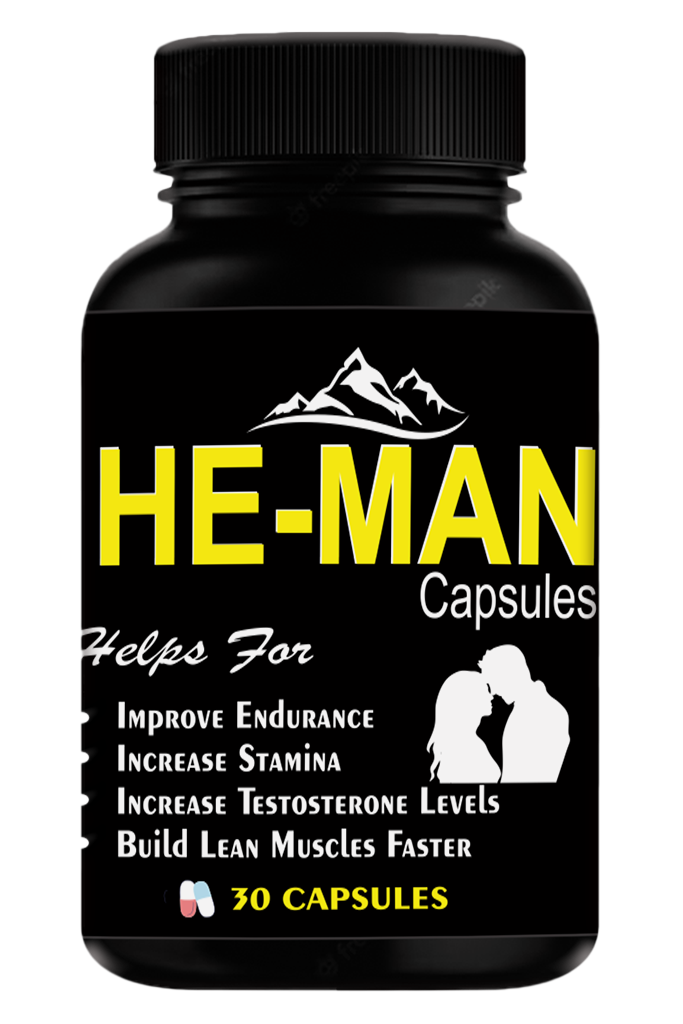 HE-MAN
Capsules
Helps For
• Improve Endurance
• Increase Stamina
• Increase Testosterone Levels
• Build Lean Muscles Faster
30 CAPSULES